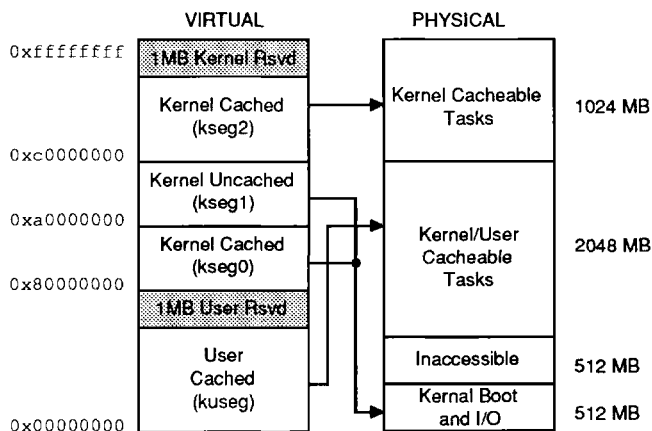 VIRTUAL
PHYSICAL
0xffffffff
1MB Kernel Rsvd
Kernel Cached
(kseg2)
Kernel Cacheable
Tasks
1024 MB
0xc0000000
Kernel Uncached
(kseg1)
0xa0000000
Kernel/User
Cacheable
Tasks
2048 MB
Kernel Cached
(kseg0)
0x80000000
1MB User Rsvd
User
Cached
(kuseg)
Inaccessible
512 MB
Kernal Boot
and I/O
512 MB
0x00000000